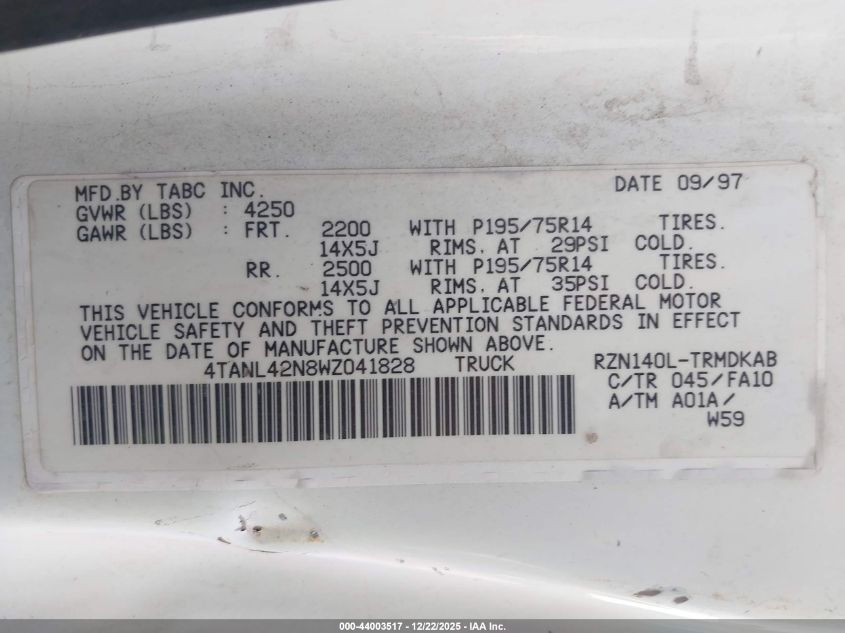 MFD.BY TABC INC. DATE 09/97
GVWR (LBS) : 4250
GAWR (LBS) : FRT. 2200 WITH P195/75R14 TIRES.
14X5J RIMS. AT 29PSI COLD.
RR. 2500 WITH P195/75R14 TIRES.
14X5J RIMS. AT 35PSI COLD.
THIS VEHICLE CONFORMS TO ALL APPLICABLE FEDERAL MOTOR
VEHICLE SAFETY AND THEFT PREVENTION STANDARDS IN EFFECT
ON THE DATE OF MANUFACTURE SHOWN ABOVE.
4TANL42N8WZ041828 TRUCK RZN140L-TRMDKAB
C/TR 045/FA10
A/TM A01A/
W59
000-44003517 - 12/22/2025 - IAA Inc.